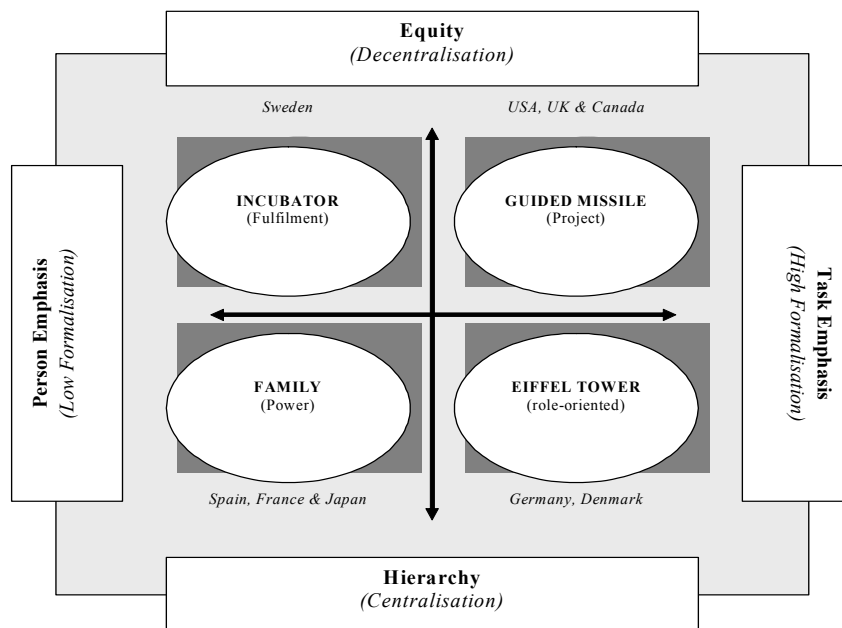 Equity
(Decentralisation)
Sweden
USA, UK & Canada
INCUBATOR
(Fulfilment)
GUIDED MISSILE
(Project)
Person Emphasis
(Low Formalisation)
Task Emphasis
(High Formalisation)
FAMILY
(Power)
EIFFEL TOWER
(role-oriented)
Spain, France & Japan
Germany, Denmark
Hierarchy
(Centralisation)